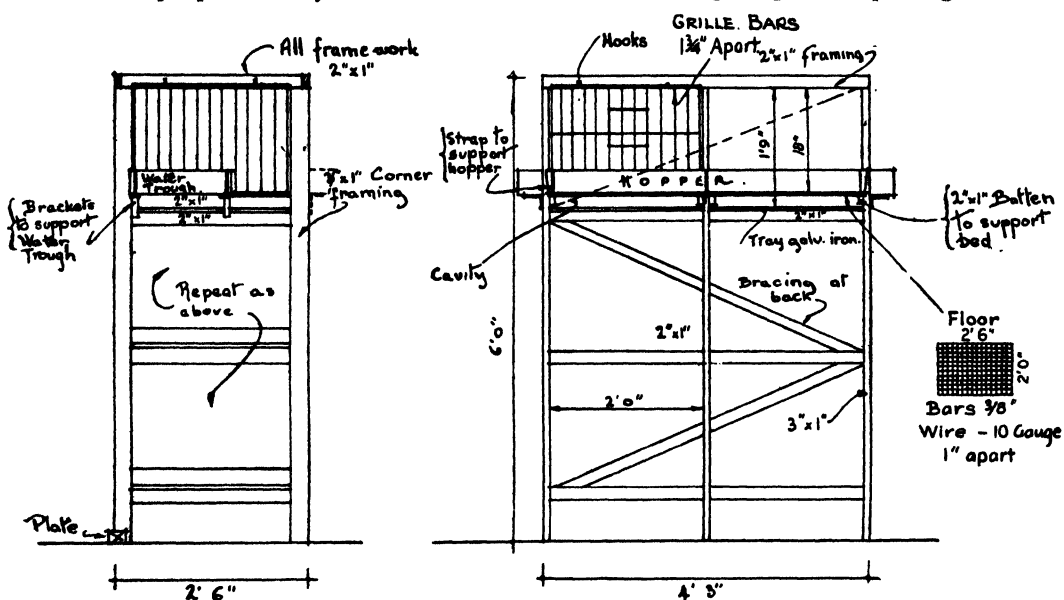 All frame work
2"x1"
Water
Trough
2"x1"
2"x1"
Brackets
to support
Water
Trough
x1" Corner
framing
Repeat as
above
Plate
2' 6"
GRILLE. BARS
1¾" Apart
Hooks
2"x1" framing
Strap to
support
hopper
1'9"
18"
HOPPER
2"x1"
Tray galv. iron.
2"x1" Batten
to support
bed.
Cavity
Bracing at
back
6'0"
2"x1"
2'0"
3"x1"
Floor
2' 6"
2'0"
Bars 3/8"
Wire - 10 Gauge
1" apart
4' 3"